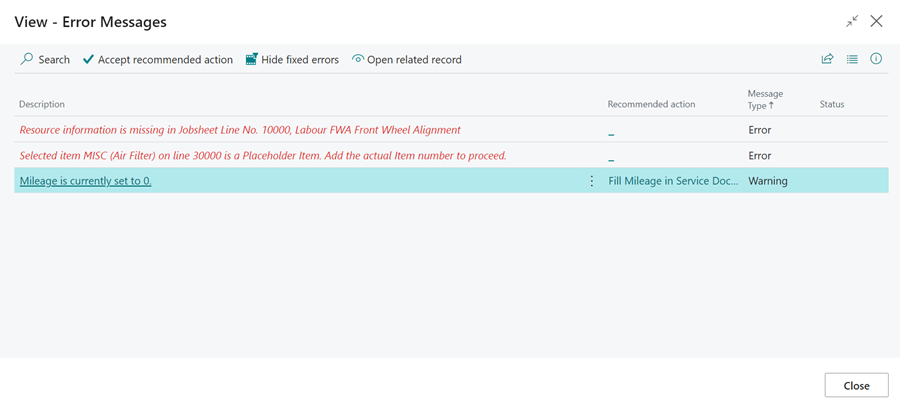 View - Error Messages
Search Accept recommended action Hide fixed errors Open related record
Description Recommended action Message Type ↑ Status
Resource information is missing in Jobsheet Line No. 10000, Labour FWA Front Wheel Alignment _ Error
Selected item MISC (Air Filter) on line 30000 is a Placeholder Item. Add the actual Item number to proceed. _ Error
Mileage is currently set to 0. Fill Mileage in Service Doc... Warning
Close